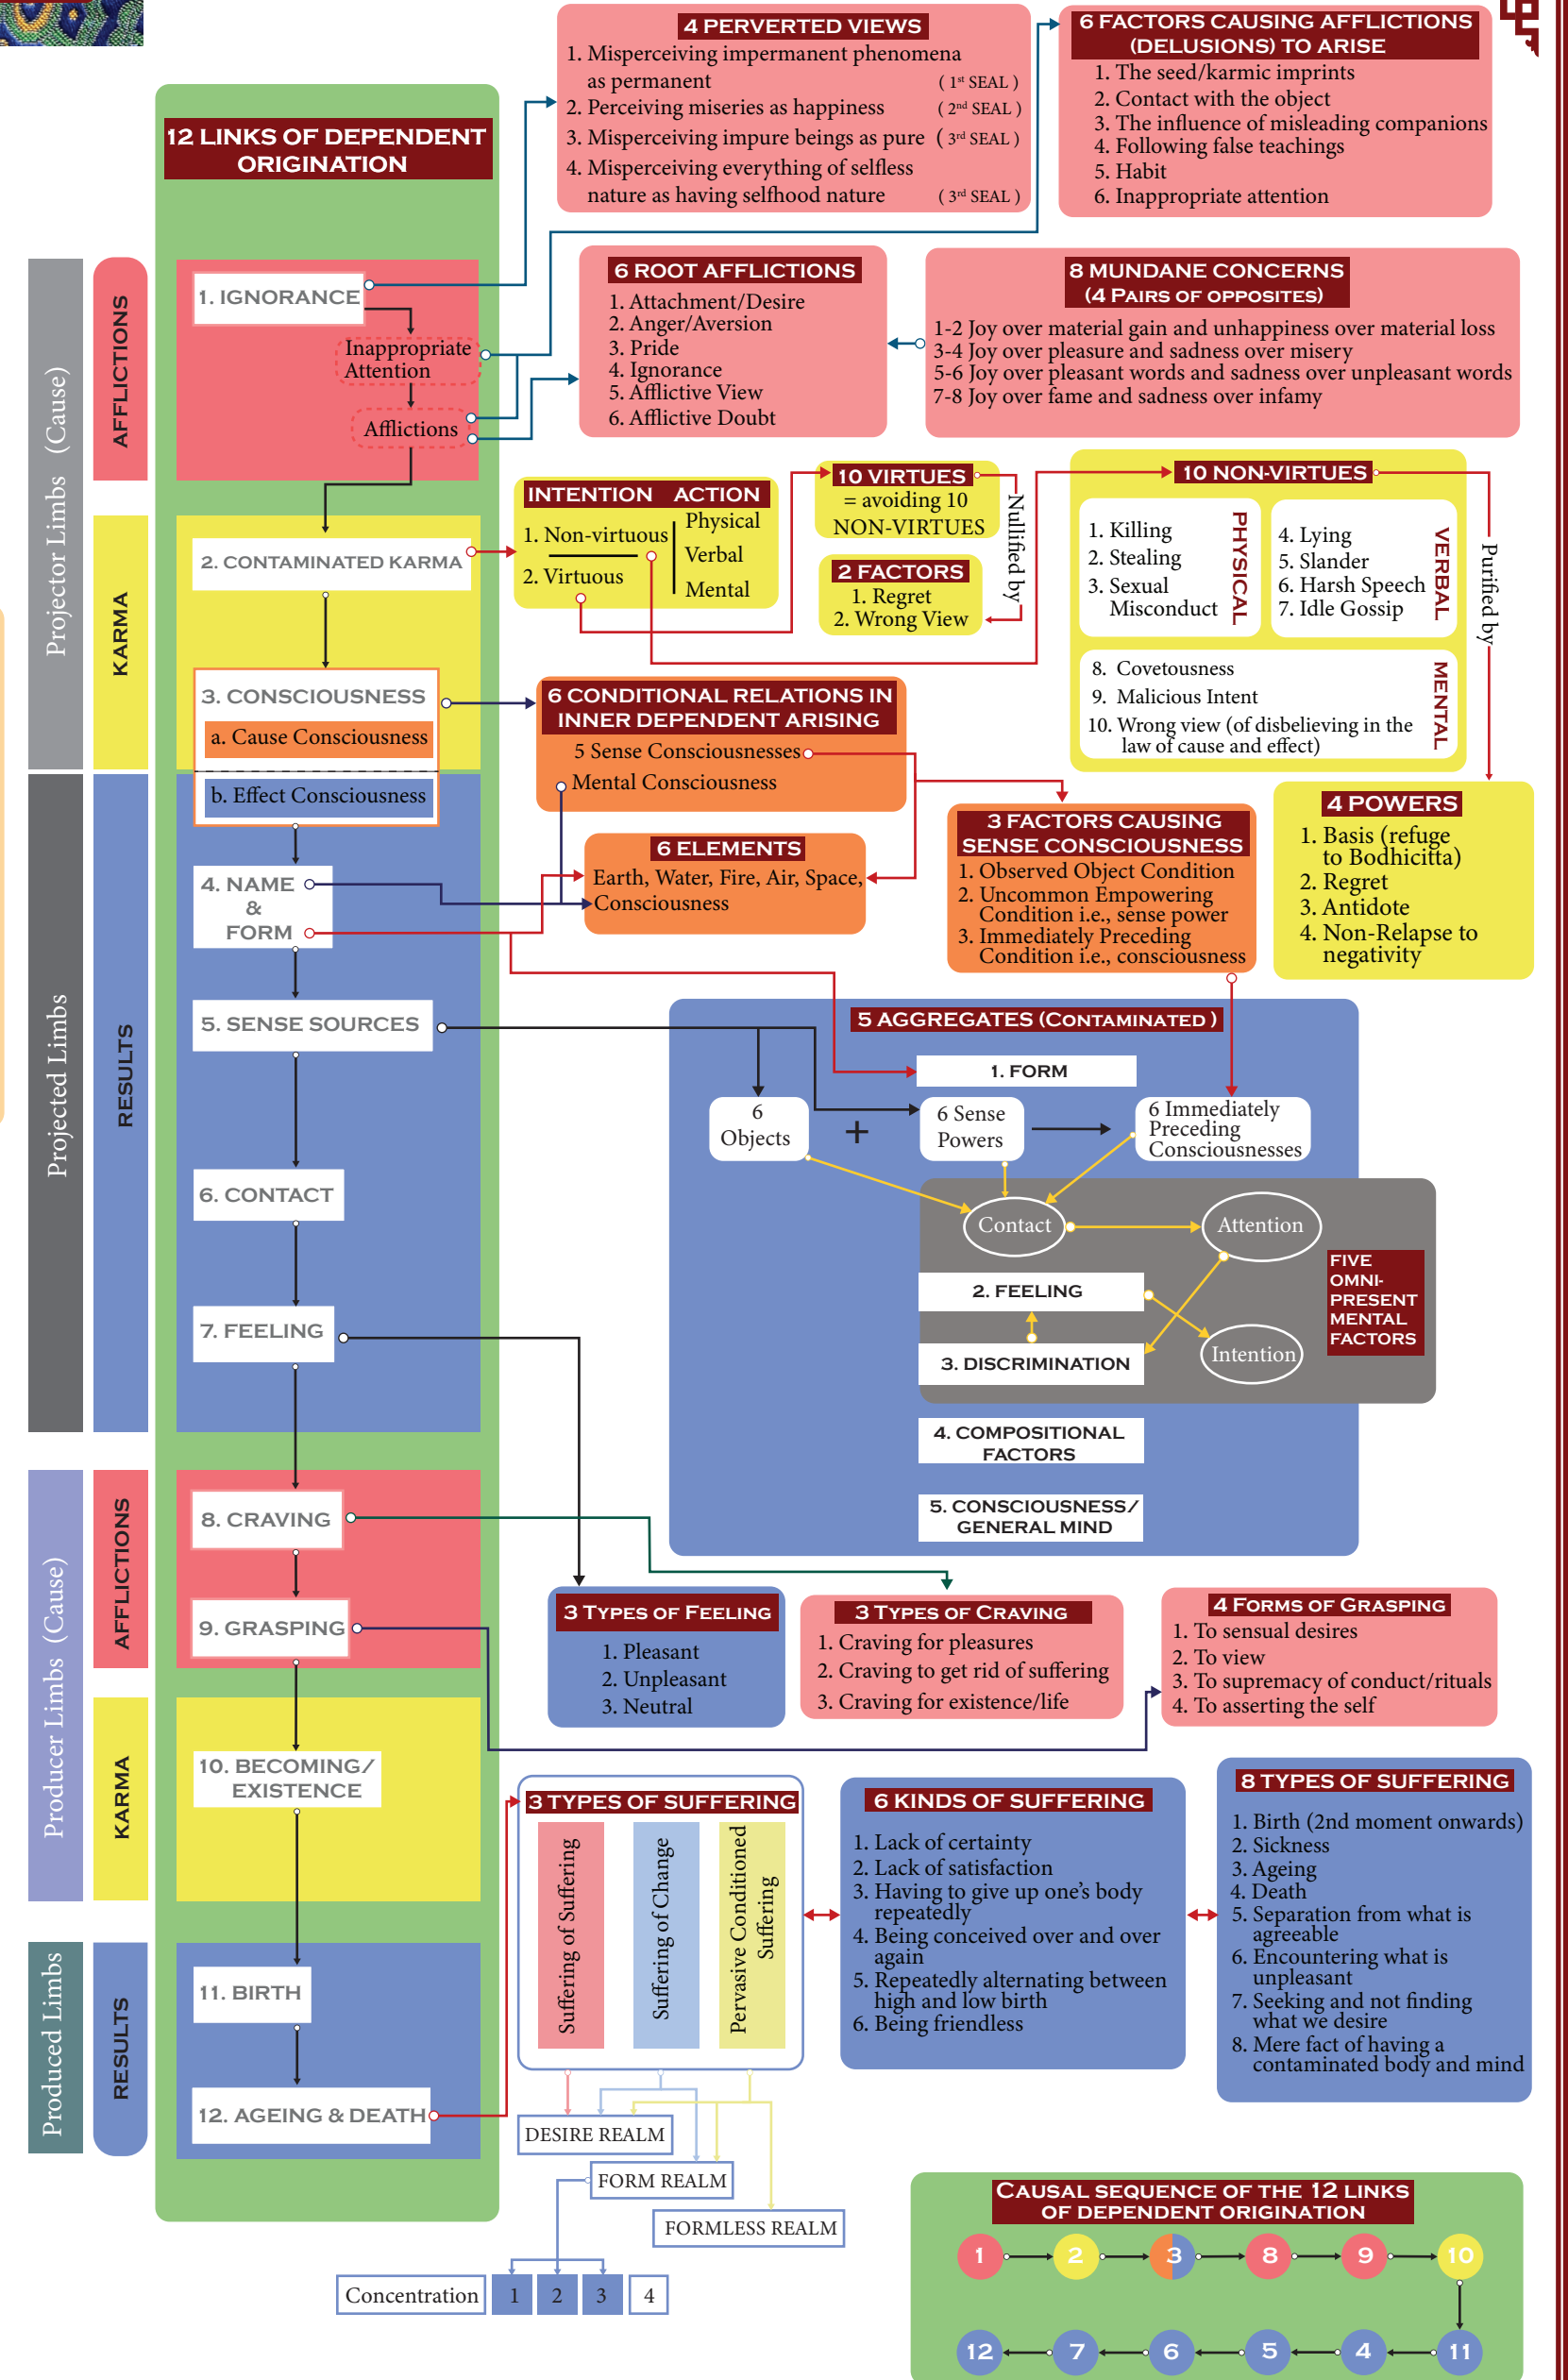 4 PERVERTED VIEWS
1. Misperceiving impermanent phenomena
as permanent ( 1st SEAL )
2. Perceiving miseries as happiness ( 2nd SEAL )
3. Misperceiving impure beings as pure ( 3rd SEAL )
4. Misperceiving everything of selfless
nature as having selfhood nature ( 3rd SEAL )
6 FACTORS CAUSING AFFLICTIONS
(DELUSIONS) TO ARISE
1. The seed/karmic imprints
2. Contact with the object
3. The influence of misleading companions
4. Following false teachings
5. Habit
6. Inappropriate attention
12 LINKS OF DEPENDENT
ORIGINATION
Projector Limbs (Cause)
AFFLICTIONS
1. IGNORANCE
Inappropriate
Attention
Afflictions
6 ROOT AFFLICTIONS
1. Attachment/Desire
2. Anger/Aversion
3. Pride
4. Ignorance
5. Afflictive View
6. Afflictive Doubt
8 MUNDANE CONCERNS
(4 PAIRS OF OPPOSITES)
1-2 Joy over material gain and unhappiness over material loss
3-4 Joy over pleasure and sadness over misery
5-6 Joy over pleasant words and sadness over unpleasant words
7-8 Joy over fame and sadness over infamy
KARMA
2. CONTAMINATED KARMA
INTENTION ACTION
1. Non-virtuous
2. Virtuous
Physical
Verbal
Mental
10 VIRTUES
= avoiding 10
NON-VIRTUES
Nullified by
2 FACTORS
1. Regret
2. Wrong View
10 NON-VIRTUES
1. Killing
2. Stealing
3. Sexual
Misconduct
PHYSICAL
4. Lying
5. Slander
6. Harsh Speech
7. Idle Gossip
VERBAL
8. Covetousness
9. Malicious Intent
10. Wrong view (of disbelieving in the
law of cause and effect)
MENTAL
Purified by
3. CONSCIOUSNESS
a. Cause Consciousness
b. Effect Consciousness
6 CONDITIONAL RELATIONS IN
INNER DEPENDENT ARISING
5 Sense Consciousnesses
Mental Consciousness
6 ELEMENTS
Earth, Water, Fire, Air, Space,
Consciousness
3 FACTORS CAUSING
SENSE CONSCIOUSNESS
1. Observed Object Condition
2. Uncommon Empowering
Condition i.e., sense power
3. Immediately Preceding
Condition i.e., consciousness
4 POWERS
1. Basis (refuge
to Bodhicitta)
2. Regret
3. Antidote
4. Non-Relapse to
negativity
Projected Limbs
RESULTS
4. NAME
&
FORM
5. SENSE SOURCES
6. CONTACT
7. FEELING
5 AGGREGATES (CONTAMINATED )
1. FORM
6
Objects
+
6 Sense
Powers
6 Immediately
Preceding
Consciousnesses
Contact
Attention
2. FEELING
3. DISCRIMINATION
Intention
FIVE
OMNI-
PRESENT
MENTAL
FACTORS
4. COMPOSITIONAL
FACTORS
5. CONSCIOUSNESS/
GENERAL MIND
Producer Limbs (Cause)
AFFLICTIONS
8. CRAVING
9. GRASPING
3 TYPES OF FEELING
1. Pleasant
2. Unpleasant
3. Neutral
3 TYPES OF CRAVING
1. Craving for pleasures
2. Craving to get rid of suffering
3. Craving for existence/life
4 FORMS OF GRASPING
1. To sensual desires
2. To view
3. To supremacy of conduct/rituals
4. To asserting the self
KARMA
10. BECOMING/
EXISTENCE
Produced Limbs
RESULTS
11. BIRTH
12. AGEING & DEATH
3 TYPES OF SUFFERING
Suffering of Suffering
Suffering of Change
Pervasive Conditioned
Suffering
6 KINDS OF SUFFERING
1. Lack of certainty
2. Lack of satisfaction
3. Having to give up one's body
repeatedly
4. Being conceived over and over
again
5. Repeatedly alternating between
high and low birth
6. Being friendless
8 TYPES OF SUFFERING
1. Birth (2nd moment onwards)
2. Sickness
3. Ageing
4. Death
5. Separation from what is
agreeable
6. Encountering what is
unpleasant
7. Seeking and not finding
what we desire
8. Mere fact of having a
contaminated body and mind
DESIRE REALM
FORM REALM
FORMLESS REALM
Concentration 1 2 3 4
CAUSAL SEQUENCE OF THE 12 LINKS
OF DEPENDENT ORIGINATION
1 2 3 8 9 10
12 7 6 5 4 11